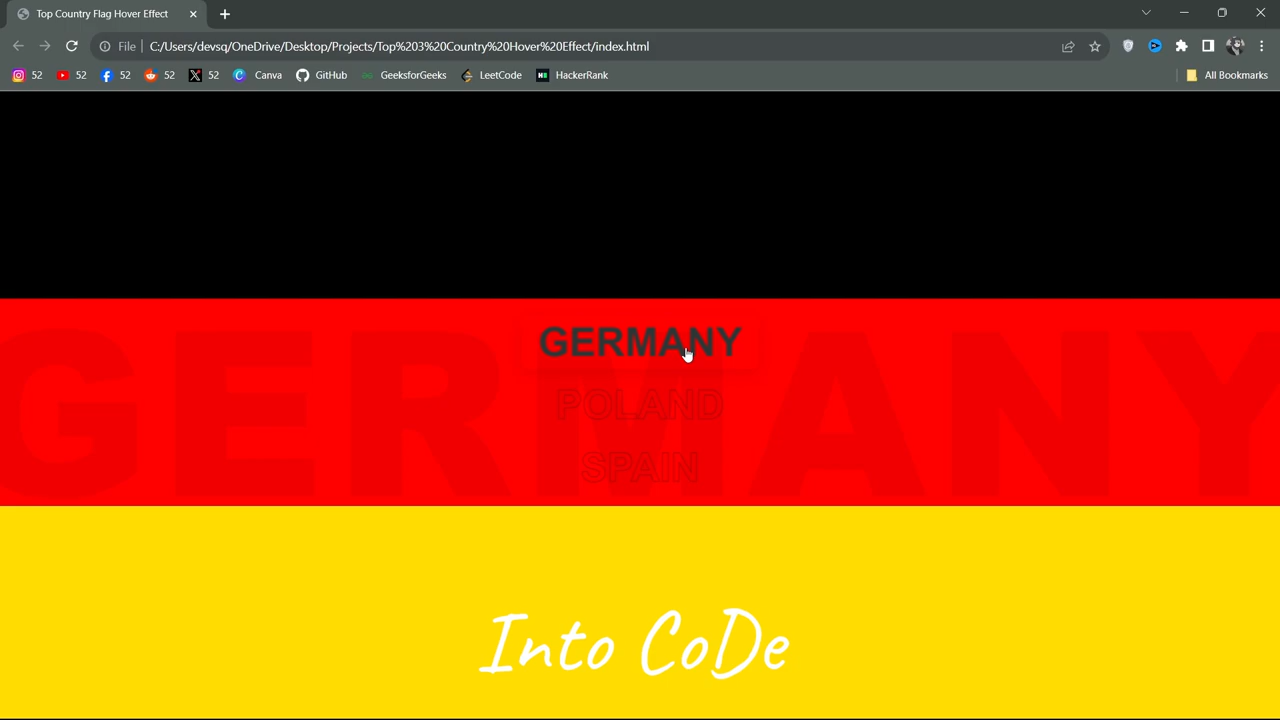 Top Country Flag Hover Effect
File
C:/Users/devsq/OneDrive/Desktop/Projects/Top%203%20Country%20Hover%20Effect/index.html
52 52 52 52 52 Canva GitHub GeeksforGeeks LeetCode HackerRank All Bookmarks
GERMANY
GERMANY
POLAND
SPAIN
Into CoDe